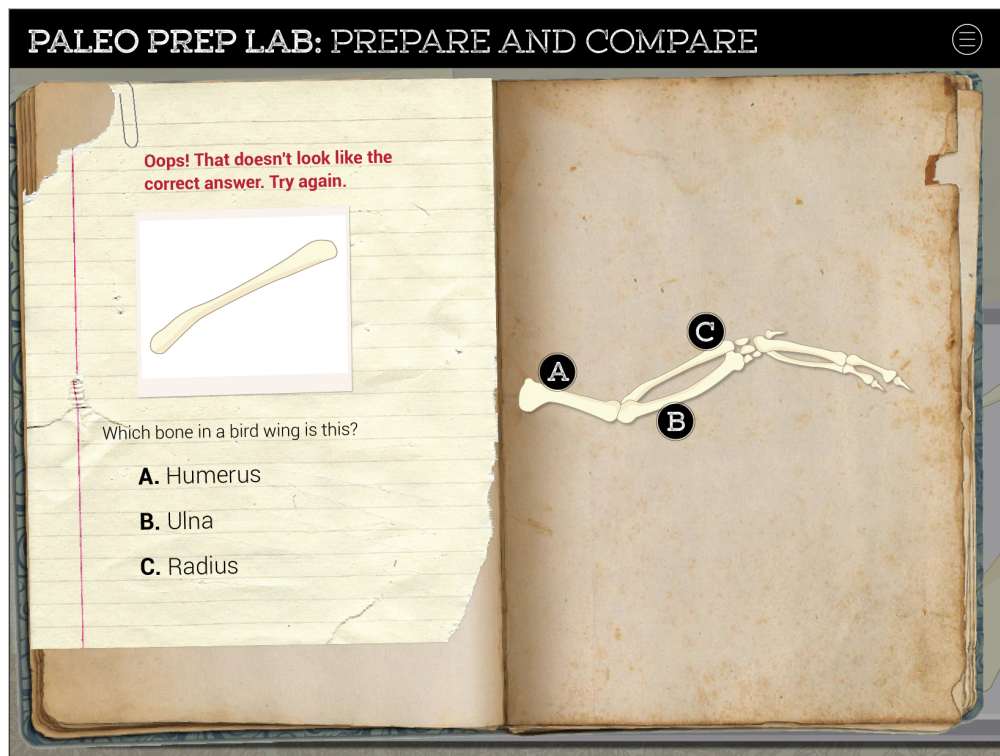 PALEO PREP LAB: PREPARE AND COMPARE
Oops! That doesn't look like the
correct answer. Try again.
Which bone in a bird wing is this?
A. Humerus
B. Ulna
C. Radius
A
C
B